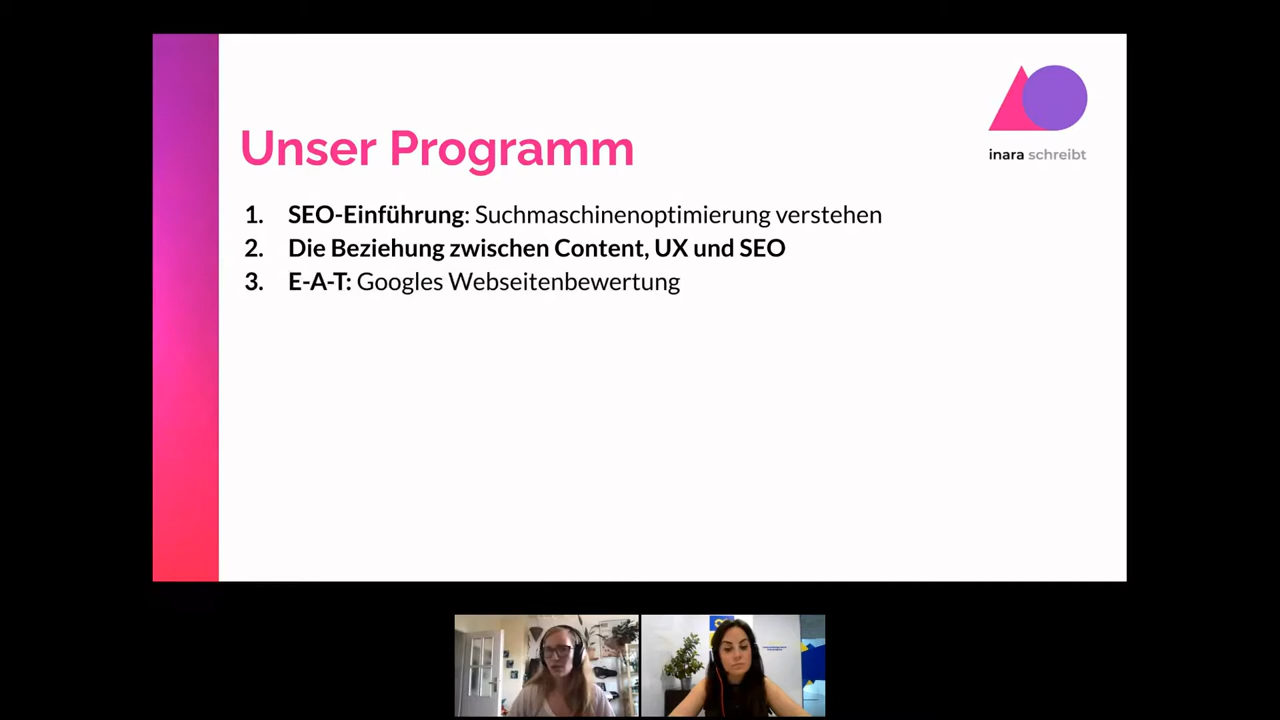 Unser Programm
inara schreibt
1. SEO-Einführung: Suchmaschinenoptimierung verstehen
2. Die Beziehung zwischen Content, UX und SEO
3. E-A-T: Googles Webseitenbewertung